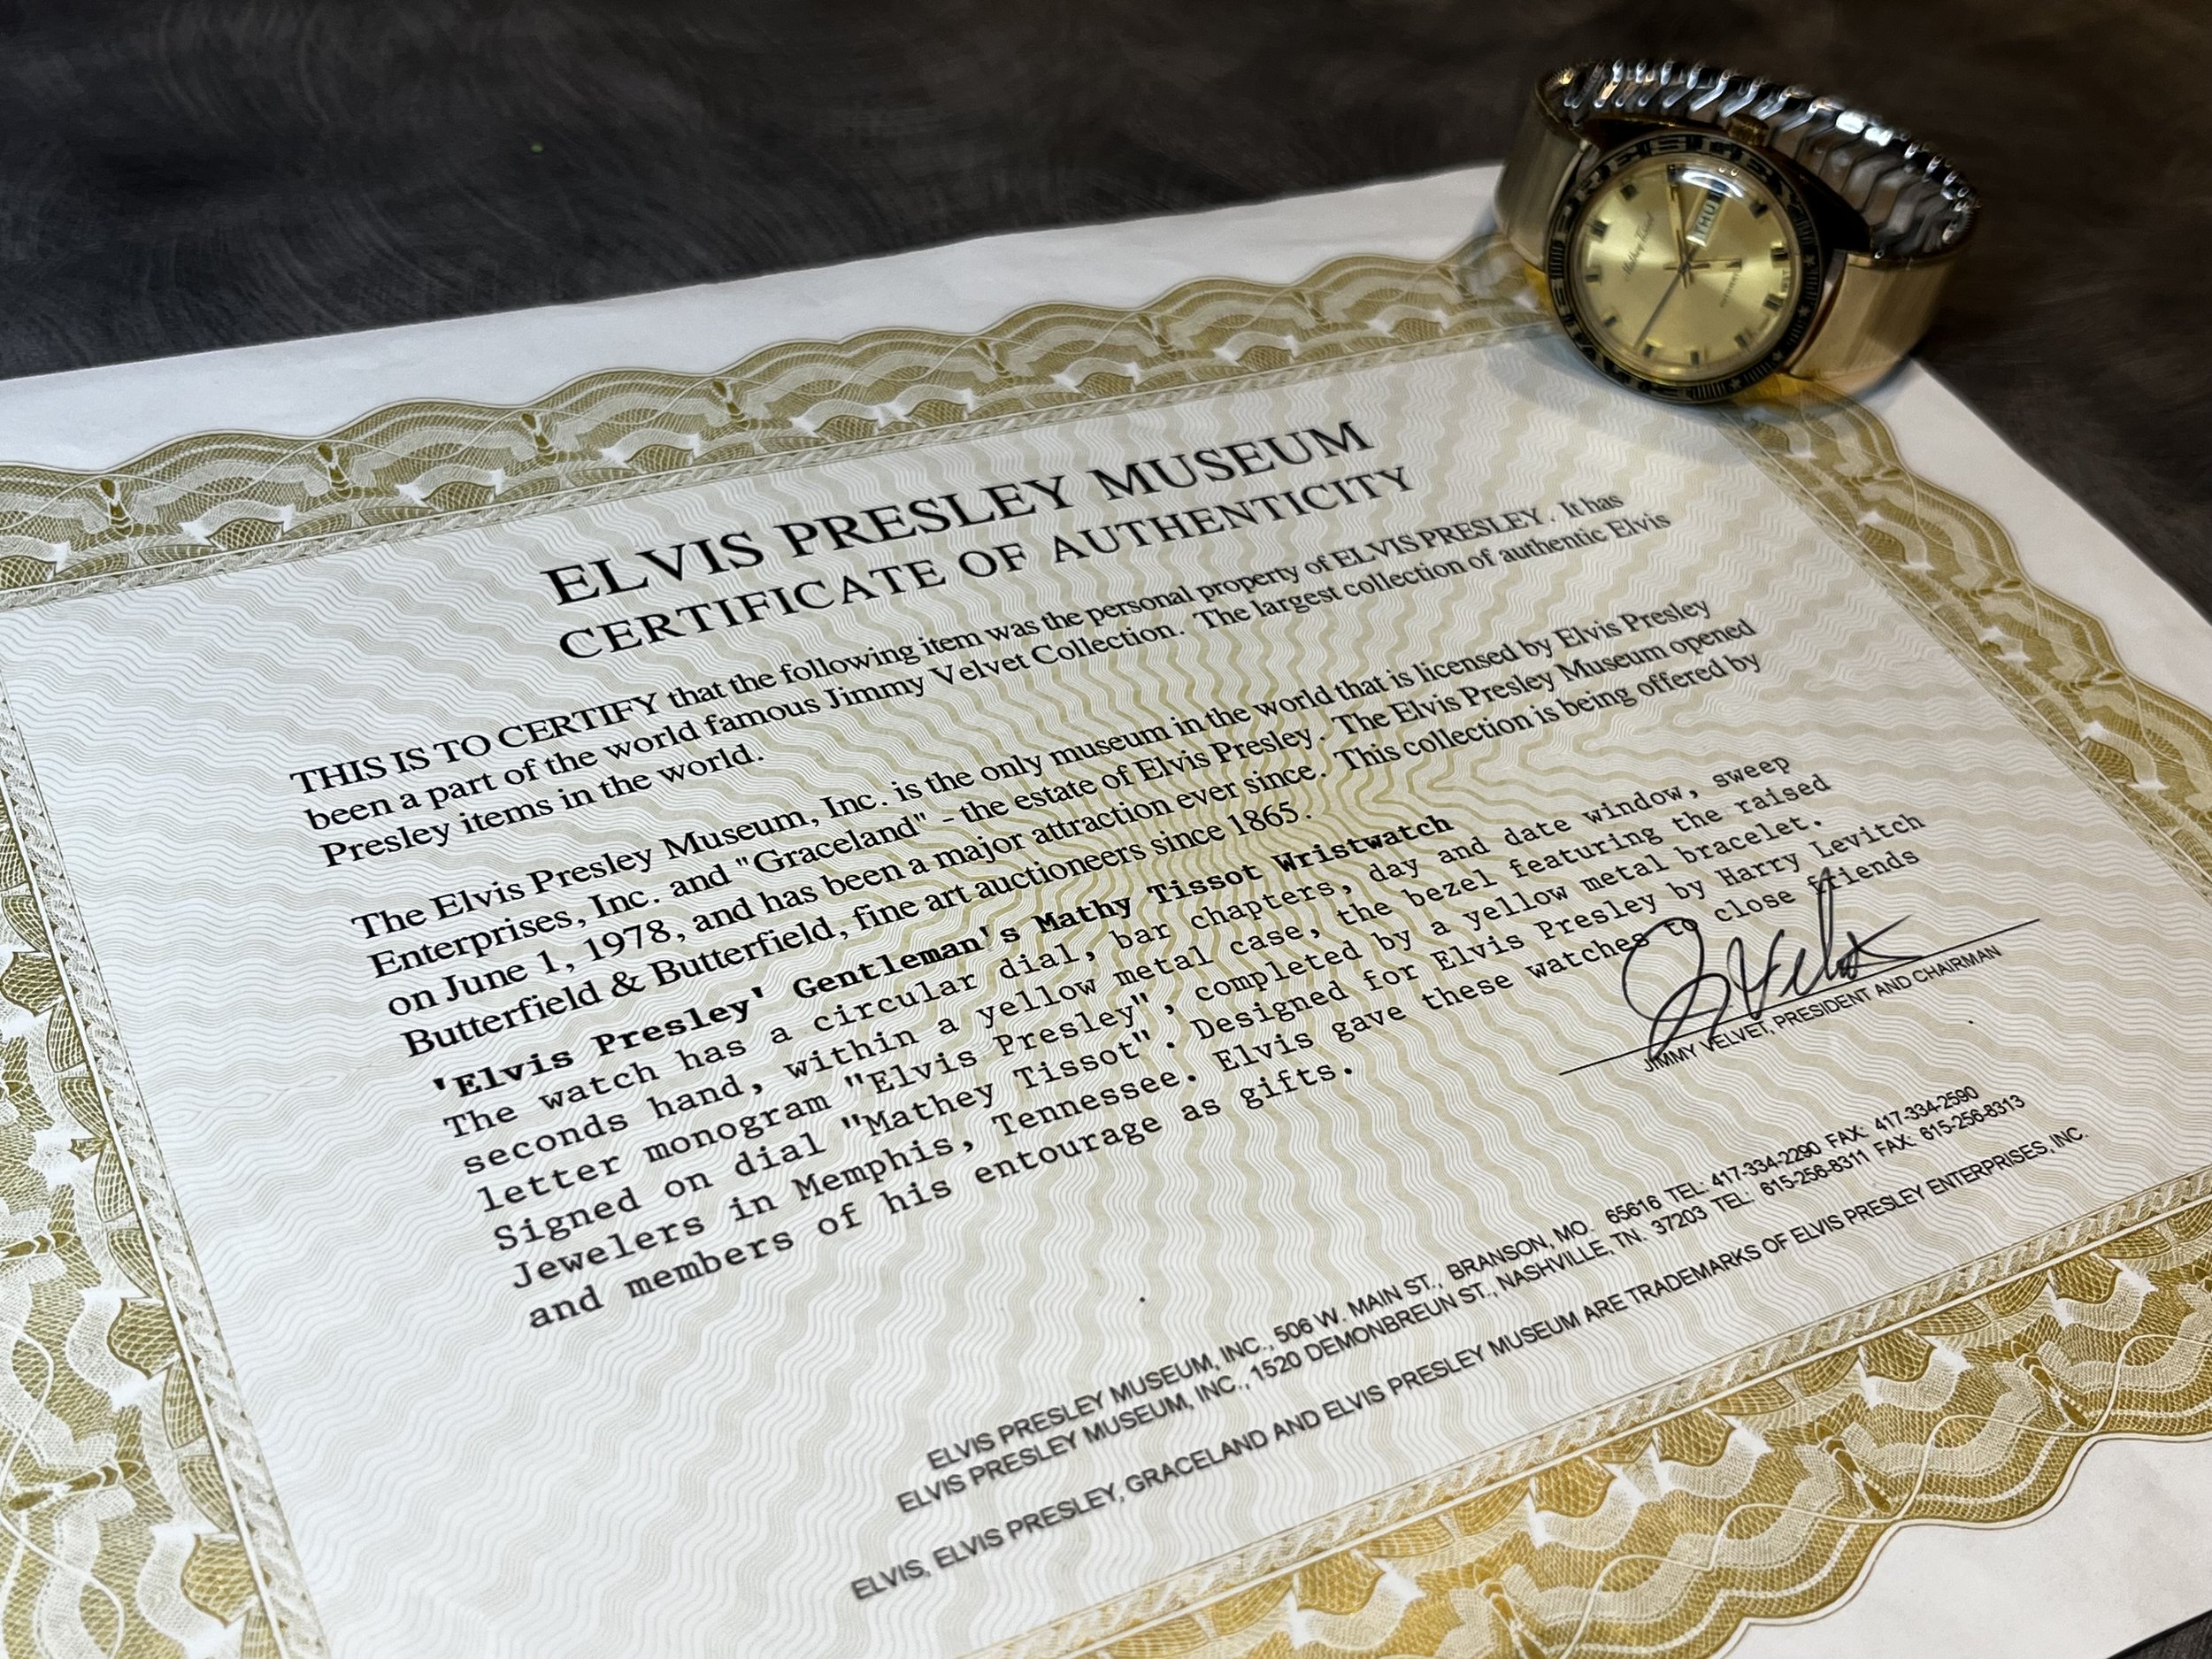 ELVIS PRESLEY
Mathey Tissot
THU
ELVIS PRESLEY MUSEUM
CERTIFICATE OF AUTHENTICITY
THIS IS TO CERTIFY that the following item was the personal property of ELVIS PRESLEY. It has
been a part of the world famous Jimmy Velvet Collection. The largest collection of authentic Elvis
Presley items in the world.
The Elvis Presley Museum, Inc. is the only museum in the world that is licensed by Elvis Presley
Enterprises, Inc. and "Graceland" - the estate of Elvis Presley. The Elvis Presley Museum opened
on June 1, 1978, and has been a major attraction ever since. This collection is being offered by
Butterfield & Butterfield, fine art auctioneers since 1865.
'Elvis Presley' Gentleman's Mathy Tissot Wristwatch
The watch has a circular dial, bar chapters, day and date window, sweep
seconds hand, within a yellow metal case, the bezel featuring the raised
letter monogram "Elvis Presley", completed by a yellow metal bracelet.
Signed on dial "Mathey Tissot". Designed for Elvis Presley by Harry Levitch
Jewelers in Memphis, Tennessee. Elvis gave these watches to close friends
and members of his entourage as gifts.
J Velvet
JIMMY VELVET, PRESIDENT AND CHAIRMAN
ELVIS PRESLEY MUSEUM, INC., 506 W. MAIN ST., BRANSON, MO. 65616 TEL: 417-334-2290 FAX: 417-334-2590
ELVIS PRESLEY MUSEUM, INC., 1520 DEMONBREUN ST., NASHVILLE, TN. 37203 TEL: 615-256-8311 FAX: 615-256-8313
ELVIS, ELVIS PRESLEY, GRACELAND AND ELVIS PRESLEY MUSEUM ARE TRADEMARKS OF ELVIS PRESLEY ENTERPRISES, INC.